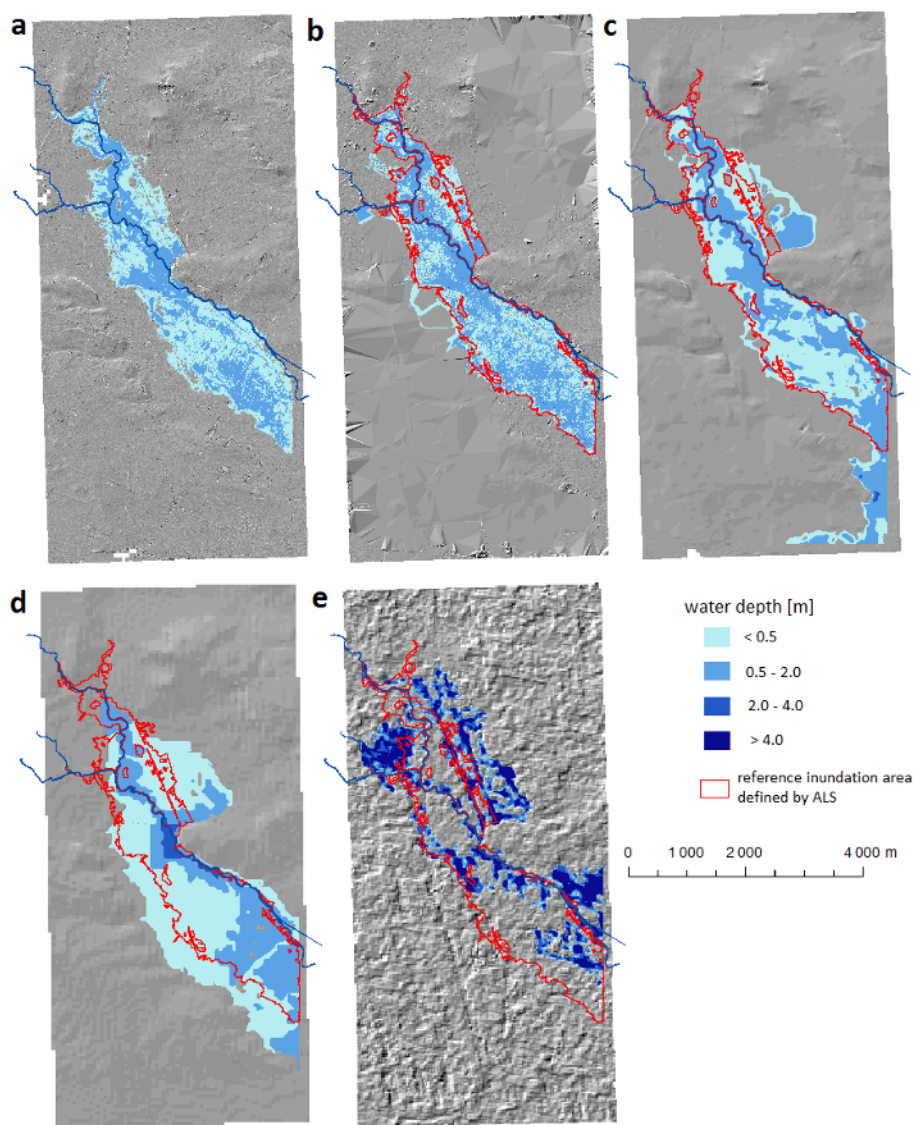 a
b
c
d
e
water depth [m]
< 0.5
0.5 - 2.0
2.0 - 4.0
> 4.0
reference inundation area
defined by ALS
0 1 000 2 000 4 000 m